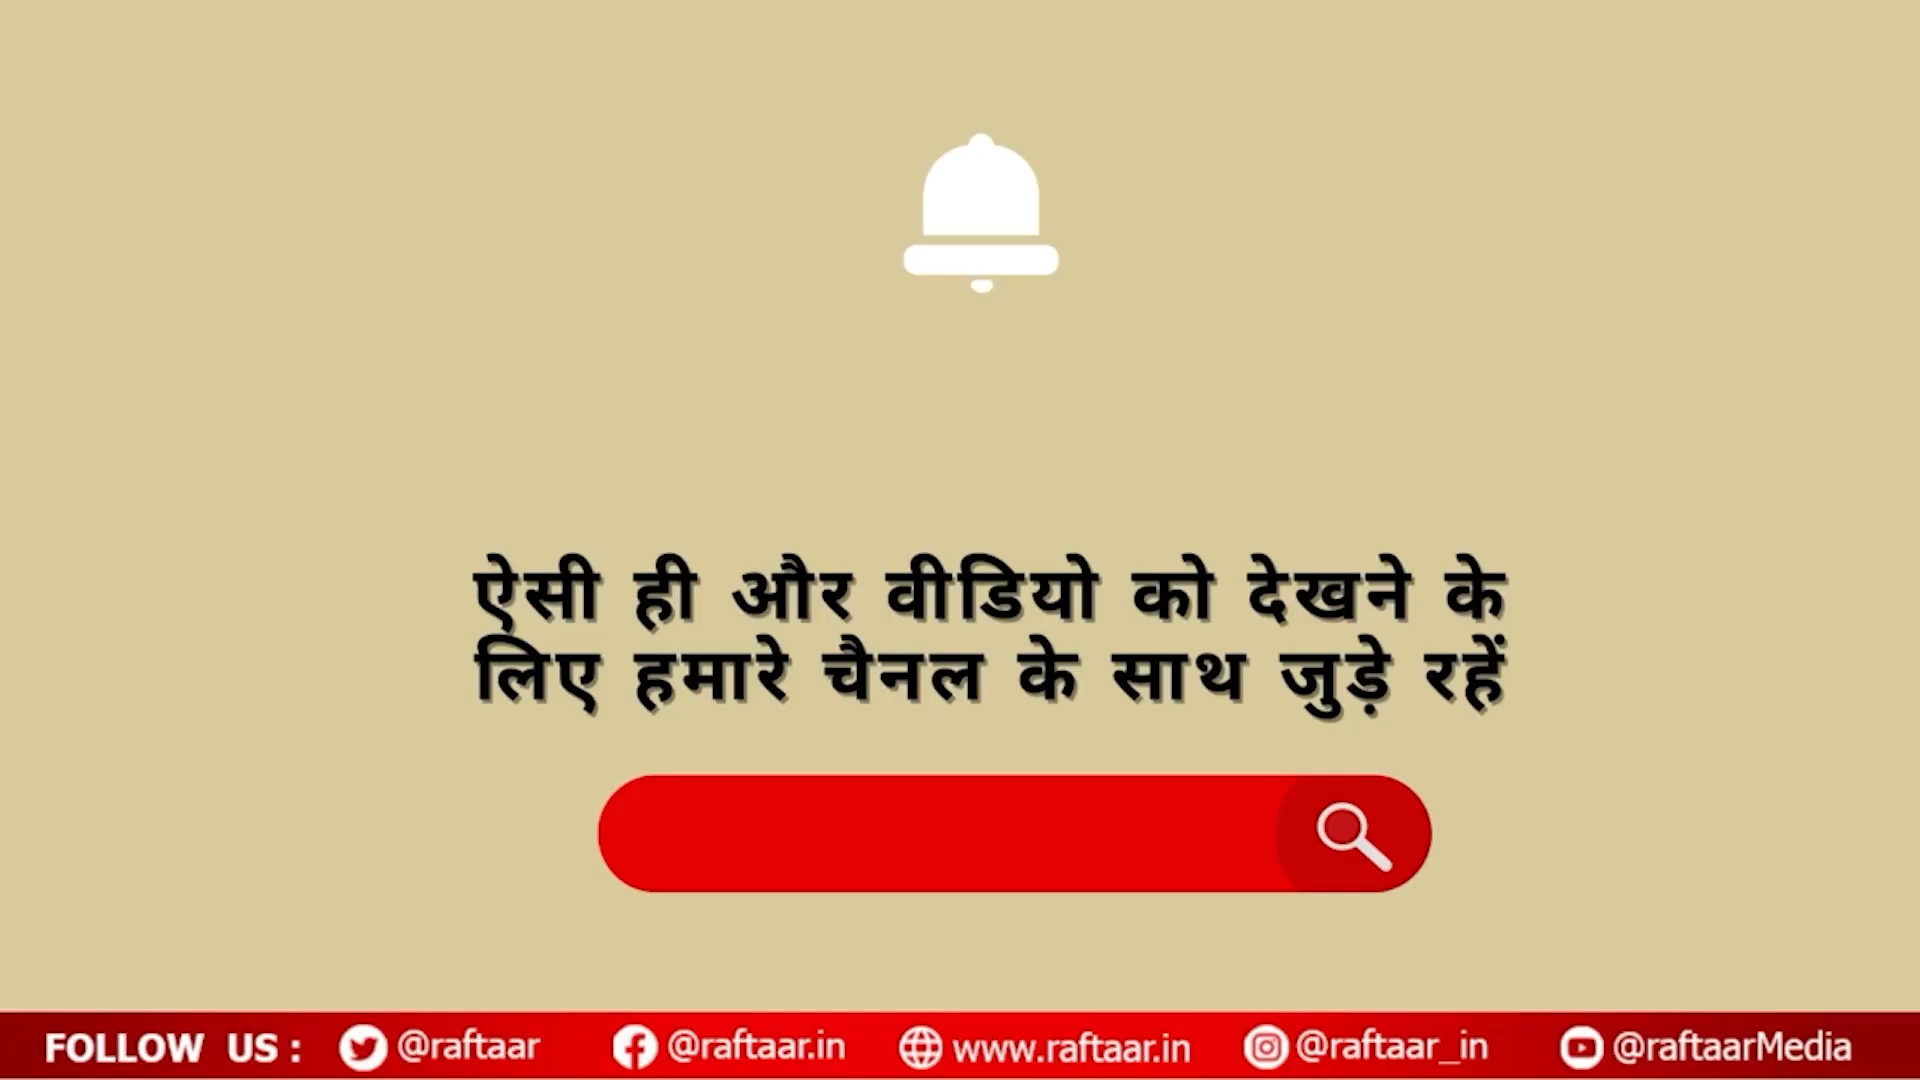 ऐसी ही और वीडियो को देखने के
लिए हमारे चैनल के साथ जुड़े रहें
FOLLOW US : @raftaar @raftaar.in www.raftaar.in @raftaar_in @raftaarMedia